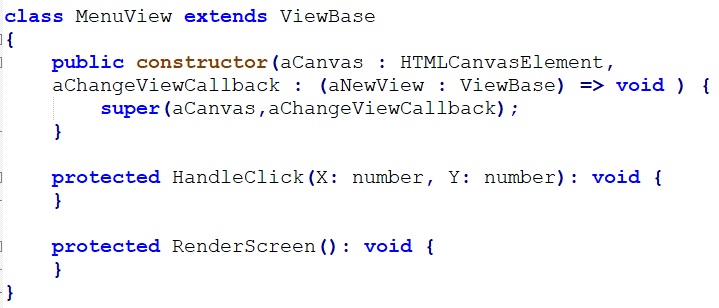 class MenuView extends ViewBase
{
    public constructor(aCanvas : HTMLCanvasElement,
    aChangeViewCallback : (aNewView : ViewBase) => void ) {
        super(aCanvas,aChangeViewCallback);
    }

    protected HandleClick(X: number, Y: number): void {
    }

    protected RenderScreen(): void {
    }
}